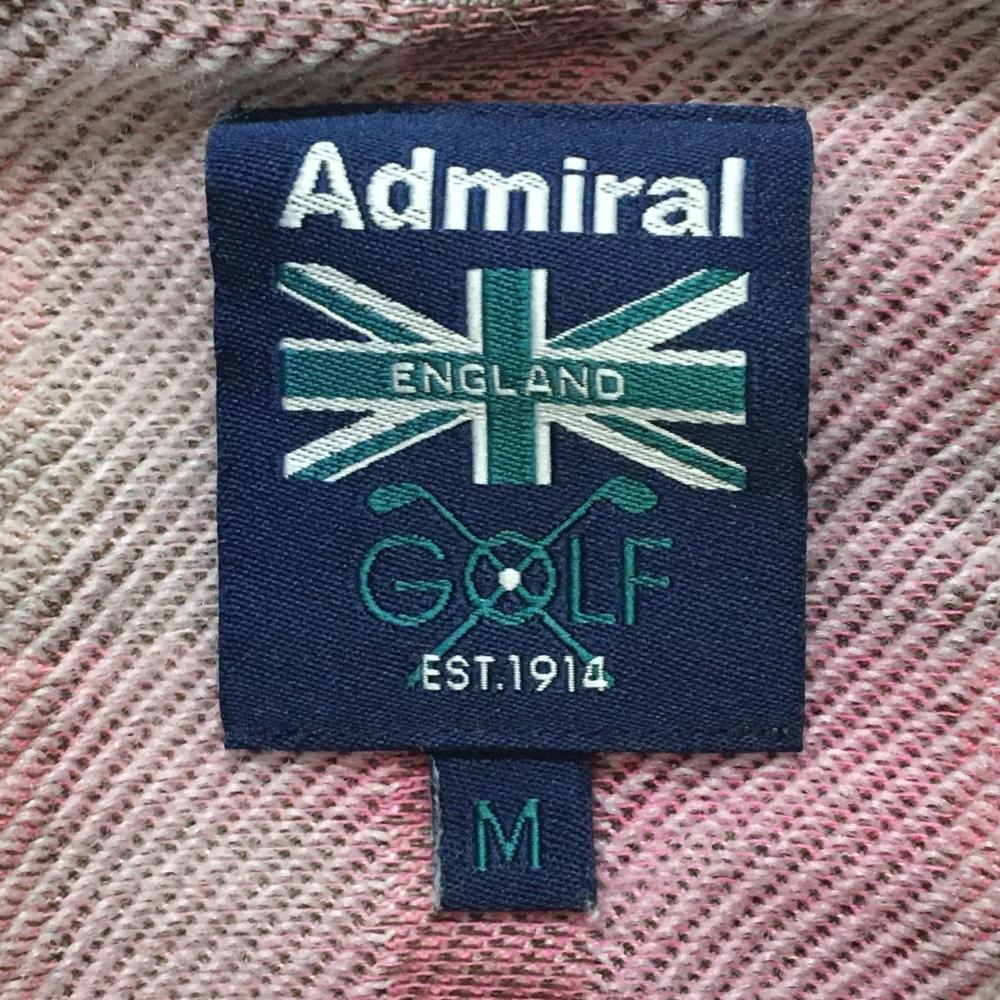 Admiral
ENGLAND
GOLF
EST.1914
M